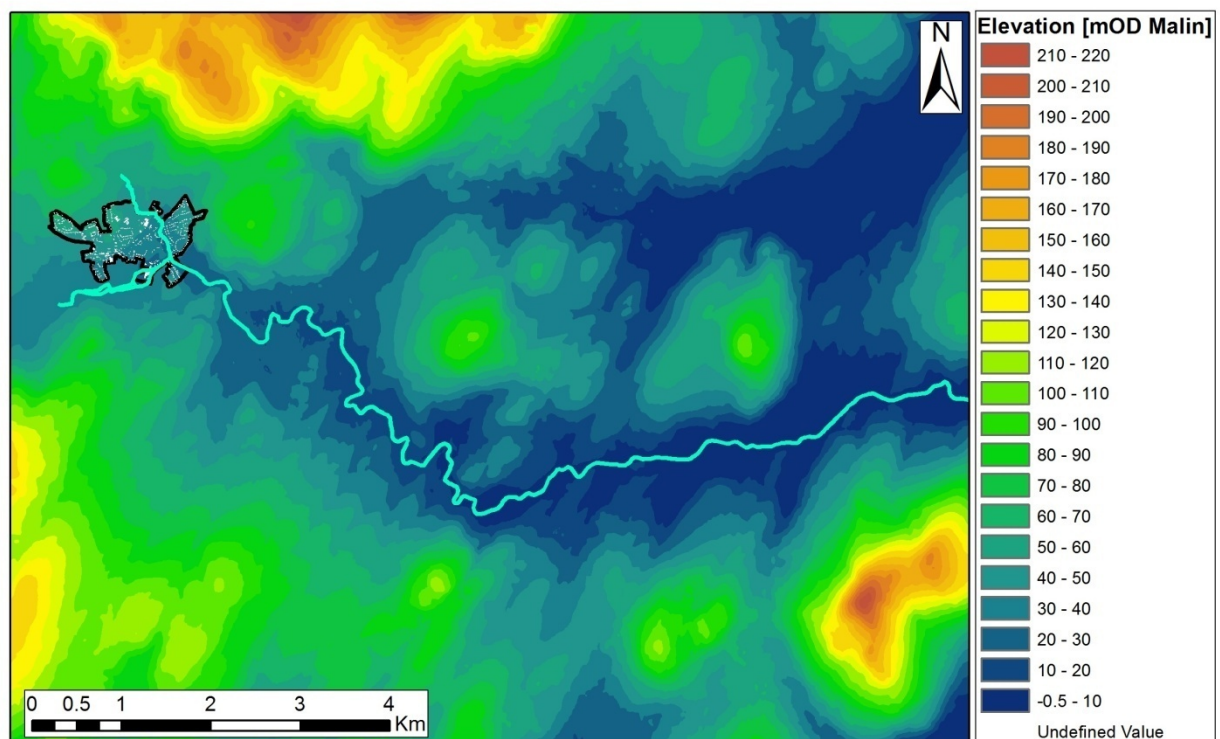 N
0 0.5 1 2 3 4
Km
Elevation [mOD Malin]
210 - 220
200 - 210
190 - 200
180 - 190
170 - 180
160 - 170
150 - 160
140 - 150
130 - 140
120 - 130
110 - 120
100 - 110
90 - 100
80 - 90
70 - 80
60 - 70
50 - 60
40 - 50
30 - 40
20 - 30
10 - 20
-0.5 - 10
Undefined Value